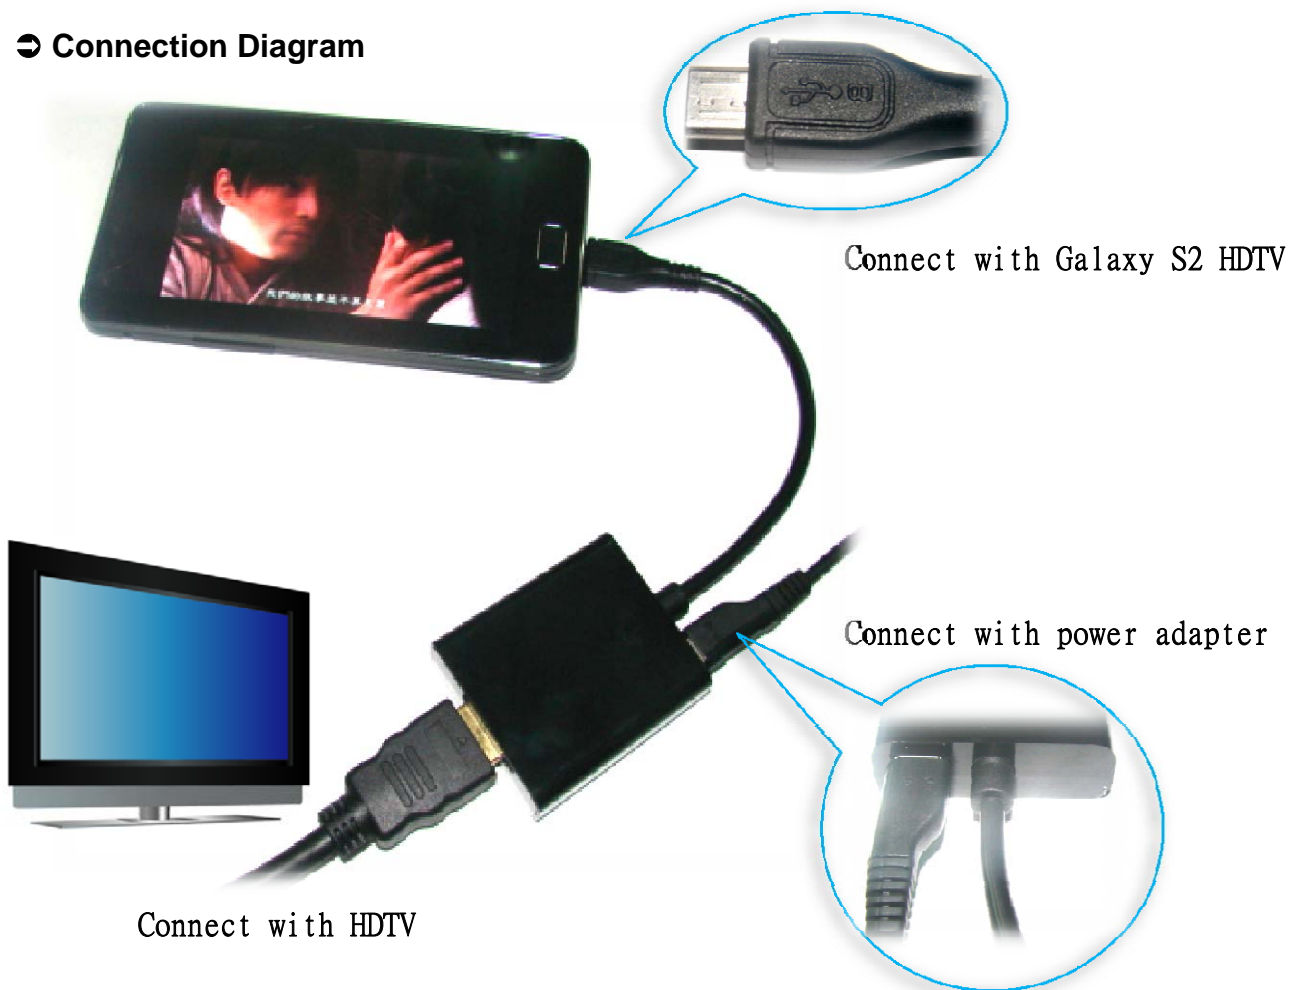 ➲ Connection Diagram
Connect with Galaxy S2 HDTV
Connect with power adapter
Connect with HDTV